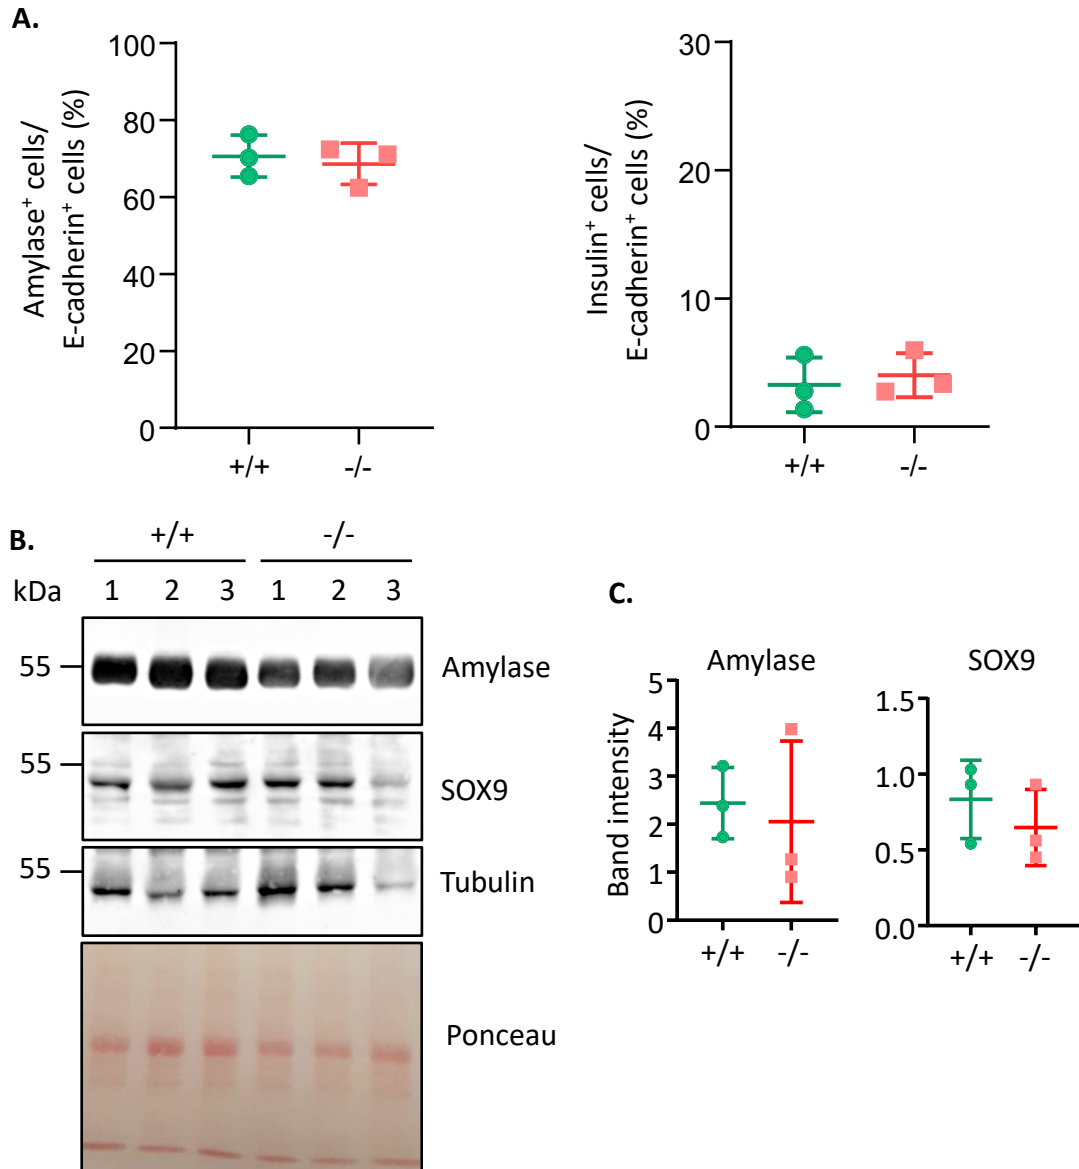 A.
Amylase⁺ cells/
E-cadherin⁺ cells (%)
100
80
60
40
20
0
+/+
-/-
Insulin⁺ cells/
E-cadherin⁺ cells (%)
30
20
10
0
+/+
-/-
B.
+/+
-/-
kDa
1
2
3
1
2
3
55
Amylase
55
SOX9
55
Tubulin
Ponceau
C.
Amylase
Band intensity
5
4
3
2
1
0
+/+
-/-
SOX9
1.5
1.0
0.5
0.0
+/+
-/-